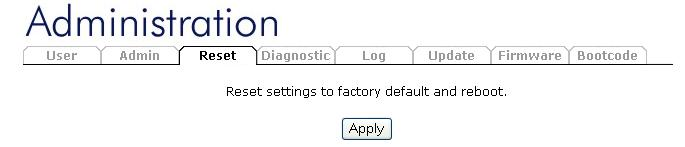 Administration
User Admin Reset Diagnostic Log Update Firmware Bootcode
Reset settings to factory default and reboot.
Apply